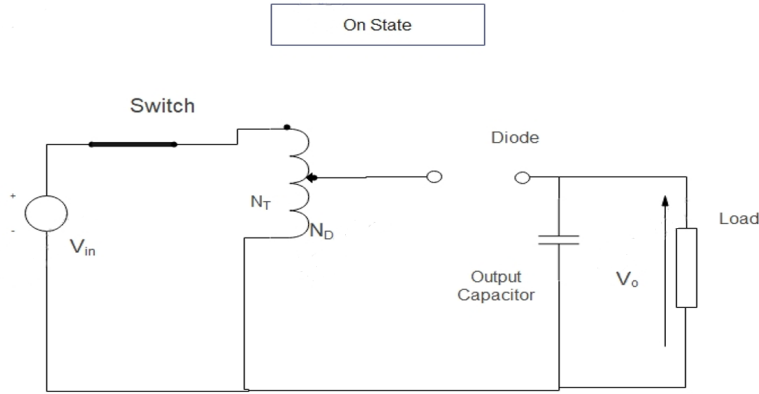 On State
Switch
Diode
+
-
V_in
N_T
N_D
Output
Capacitor
V_o
Load